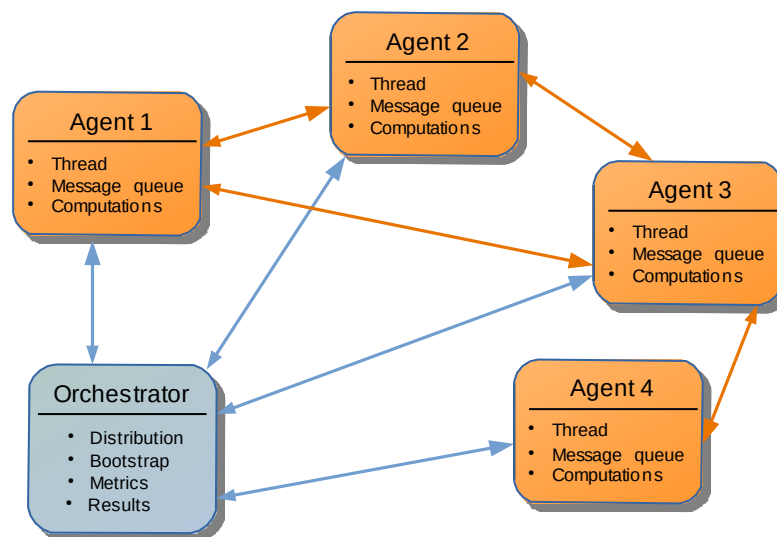 Agent 2
• Thread
• Message queue
• Computations
Agent 1
• Thread
• Message queue
• Computations
Agent 3
• Thread
• Message queue
• Computations
Orchestrator
• Distribution
• Bootstrap
• Metrics
• Results
Agent 4
• Thread
• Message queue
• Computations